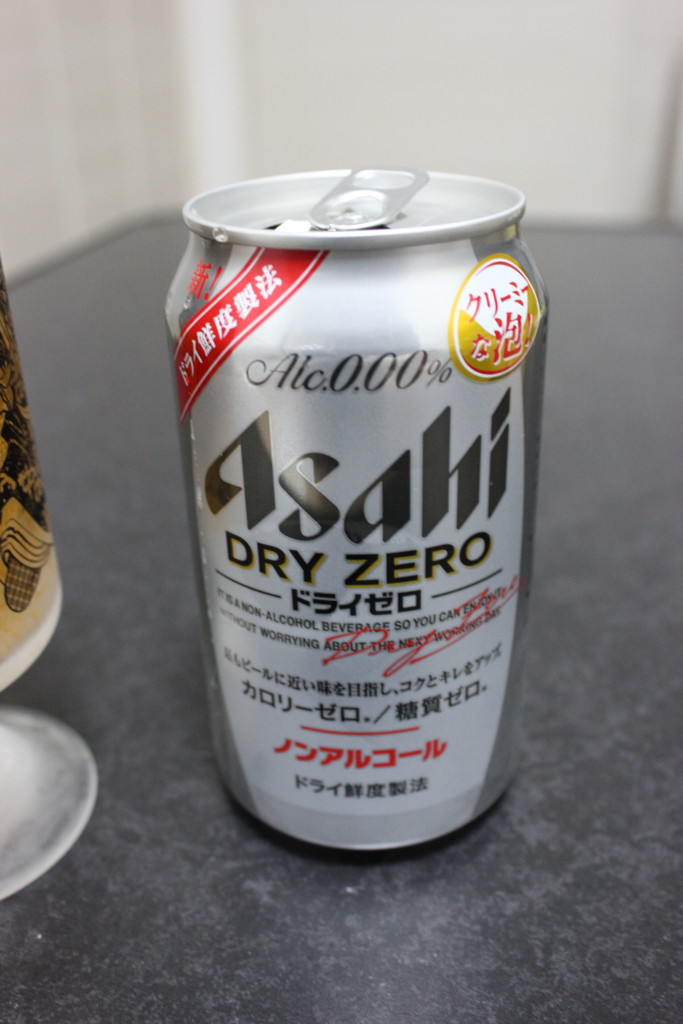 新!
ドライ鮮度製法
クリーミー
な泡!
Alc.0.00%
Asahi
DRY ZERO
ドライゼロ
IT IS A NON-ALCOHOL BEVERAGE SO YOU CAN ENJOY IT
WITHOUT WORRYING ABOUT THE NEXT WORKING DAY.
Dry Zero
最もビールに近い味を目指し、コクとキレをアップ。
カロリーゼロ。/糖質ゼロ。
ノンアルコール
ドライ鮮度製法